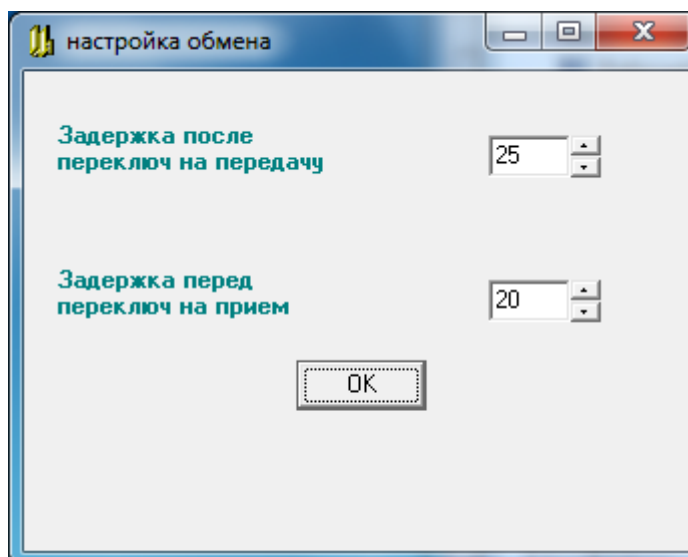 настройка обмена
Задержка после
переключ на передачу
25
Задержка перед
переключ на прием
20
OK